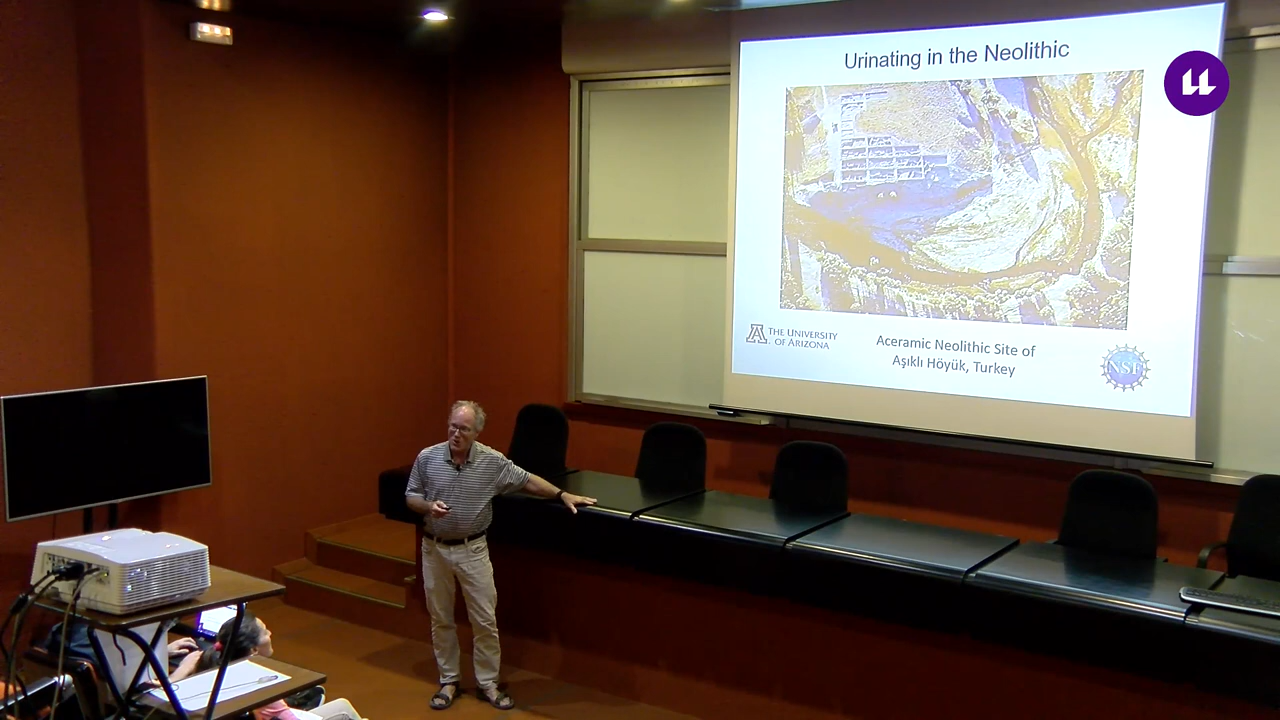 Urinating in the Neolithic
THE UNIVERSITY
OF ARIZONA
Aceramic Neolithic Site of
Aşıklı Höyük, Turkey
NSF